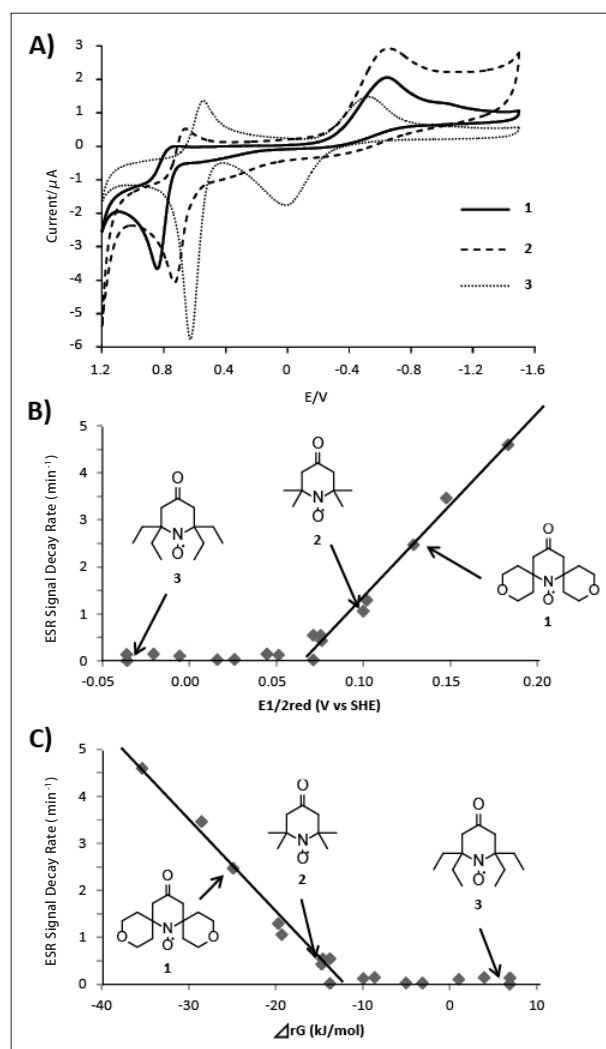 A)
3
2
1
0
-1
-2
-3
-4
-5
-6
Current/μA
1
2
3
1.2 0.8 0.4 0 -0.4 -0.8 -1.2 -1.6
E/V
B)
5
4
3
2
1
0
ESR Signal Decay Rate (min⁻¹)
O
N
O·
3
O
N
O·
2
O
O
N
O·
O
1
-0.05 0.00 0.05 0.10 0.15 0.20
E1/2red (V vs SHE)
C)
5
4
3
2
1
0
ESR Signal Decay Rate (min⁻¹)
O
O
N
O·
O
1
O
N
O·
2
O
N
O·
3
-40 -30 -20 -10 0 10
⊿rG (kJ/mol)